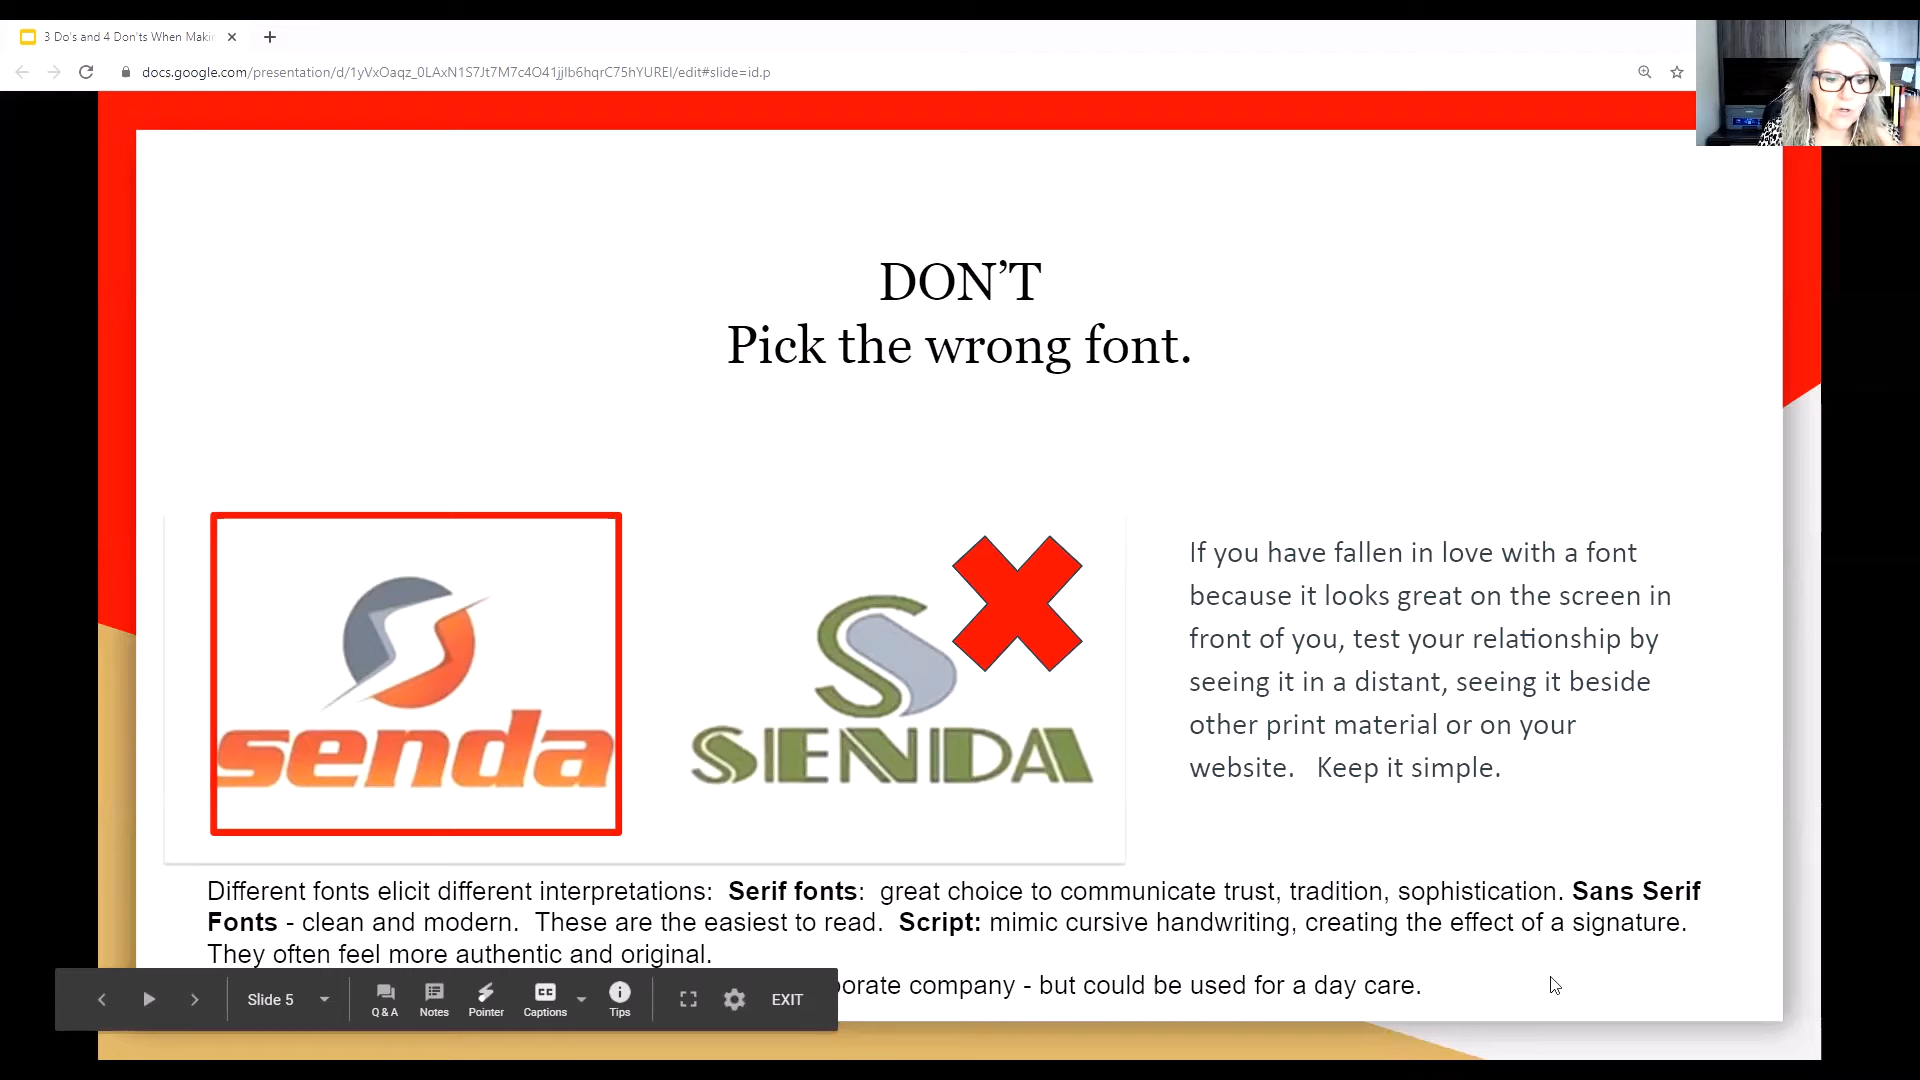 3 Do's and 4 Don'ts When Maki
docs.google.com/presentation/d/1yVxOaqz_0LAxN1S7Jt7M7c4O41jjIb6hqrC75hYUREI/edit#slide=id.p
DON'T
Pick the wrong font.
senda
SIENDA
If you have fallen in love with a font
because it looks great on the screen in
front of you, test your relationship by
seeing it in a distant, seeing it beside
other print material or on your
website. Keep it simple.
Different fonts elicit different interpretations: Serif fonts: great choice to communicate trust, tradition, sophistication. Sans Serif
Fonts - clean and modern. These are the easiest to read. Script: mimic cursive handwriting, creating the effect of a signature.
They often feel more authentic and original.
porate company - but could be used for a day care.
Slide 5
Q & A
Notes
Pointer
Captions
Tips
EXIT